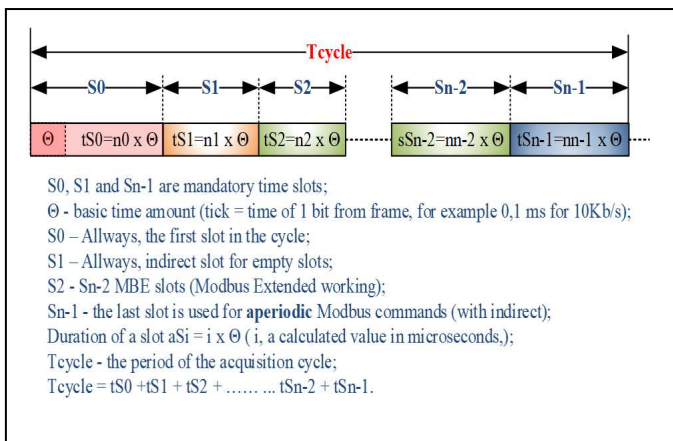 Tcycle
S0 S1 S2 Sn-2 Sn-1
Θ tS0=n0 x Θ tS1=n1 x Θ tS2=n2 x Θ sSn-2=nn-2 x Θ tSn-1=nn-1 x Θ
S0, S1 and Sn-1 are mandatory time slots;
Θ - basic time amount (tick = time of 1 bit from frame, for example 0,1 ms for 10Kb/s);
S0 – Allways, the first slot in the cycle;
S1 – Allways, indirect slot for empty slots;
S2 - Sn-2 MBE slots (Modbus Extended working);
Sn-1 - the last slot is used for aperiodic Modbus commands (with indirect);
Duration of a slot aSi = i x Θ ( i, a calculated value in microseconds,);
Tcycle - the period of the acquisition cycle;
Tcycle = tS0 +tS1 + tS2 + …… ... tSn-2 + tSn-1.